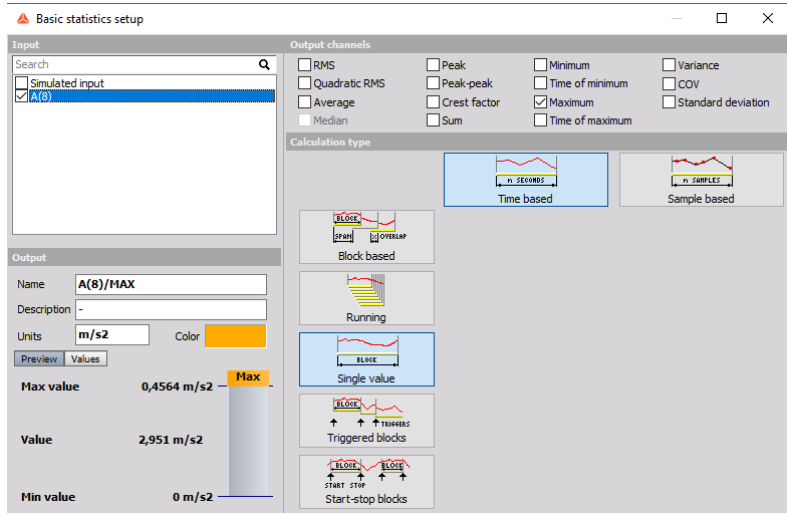 Basic statistics setup
Input
Search
Simulated input
A(8)
Output channels
RMS
Peak
Minimum
Variance
Quadratic RMS
Peak-peak
Time of minimum
COV
Average
Crest factor
Maximum
Standard deviation
Median
Sum
Time of maximum
Calculation type
n SECONDS
Time based
n SAMPLES
Sample based
BLOCK
SPAN
% OVERLAP
Block based
Running
BLOCK
Single value
BLOCK
TRIGGERS
Triggered blocks
BLOCK BLOCK
START STOP
Start-stop blocks
Output
Name A(8)/MAX
Description -
Units m/s2 Color
Preview Values
Max
Max value 0,4564 m/s2
Value 2,951 m/s2
Min value 0 m/s2